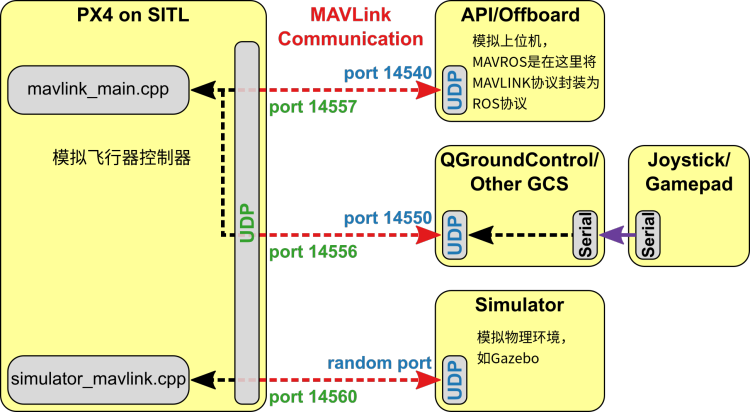 PX4 on SITL
mavlink_main.cpp
模拟飞行器控制器
simulator_mavlink.cpp
UDP
MAVLink
Communication
port 14540
port 14557
port 14550
port 14556
random port
port 14560
API/Offboard
模拟上位机，
MAVROS是在这里将
MAVLINK协议封装为
ROS协议
UDP
QGroundControl/
Other GCS
UDP
Serial
Joystick/
Gamepad
Serial
Simulator
模拟物理环境，
如Gazebo
UDP